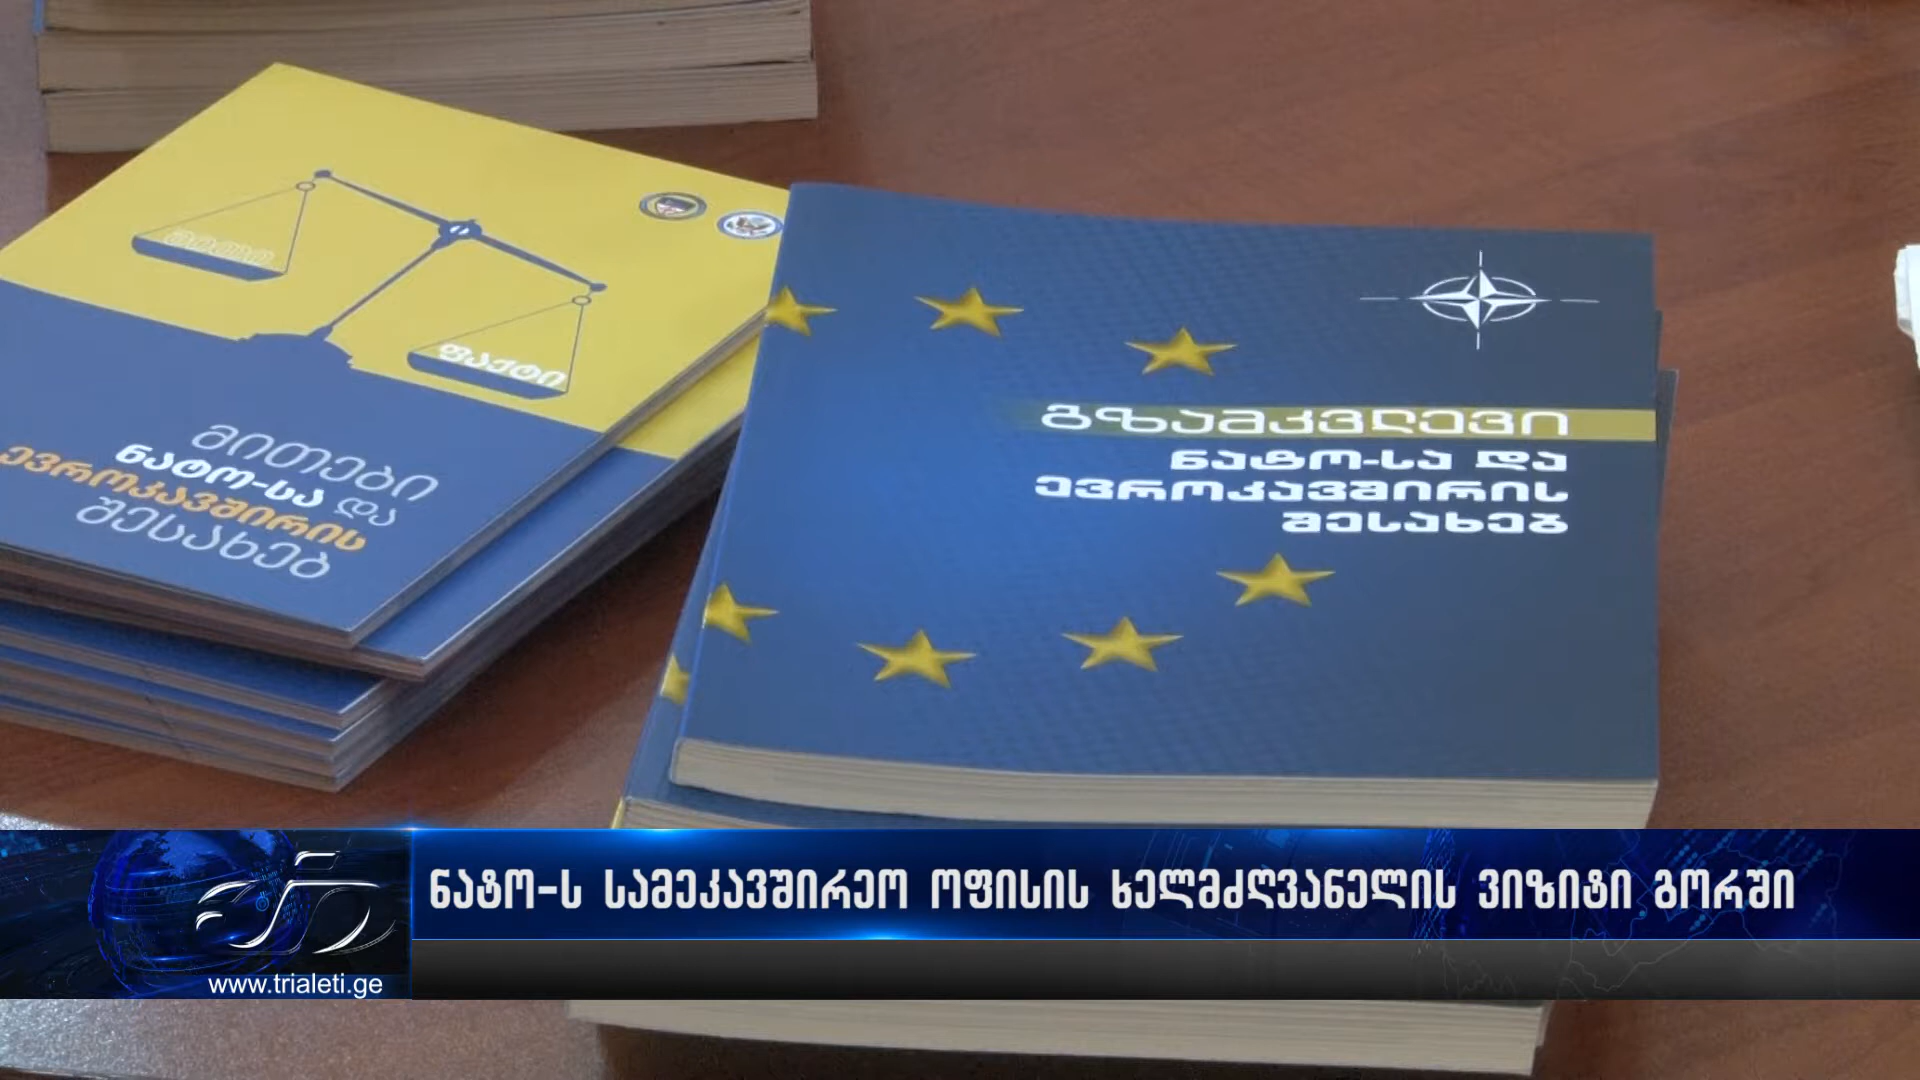 მითი
ფაქტი
მითები
ნატო-სა და
ევროკავშირის
შესახებ
გზამკვლევი
ნატო-სა და
ევროკავშირის
შესახებ
ნატო-ს სამეკავშირეო ოფისის ხელმძღვანელის ვიზიტი გორში
www.trialeti.ge